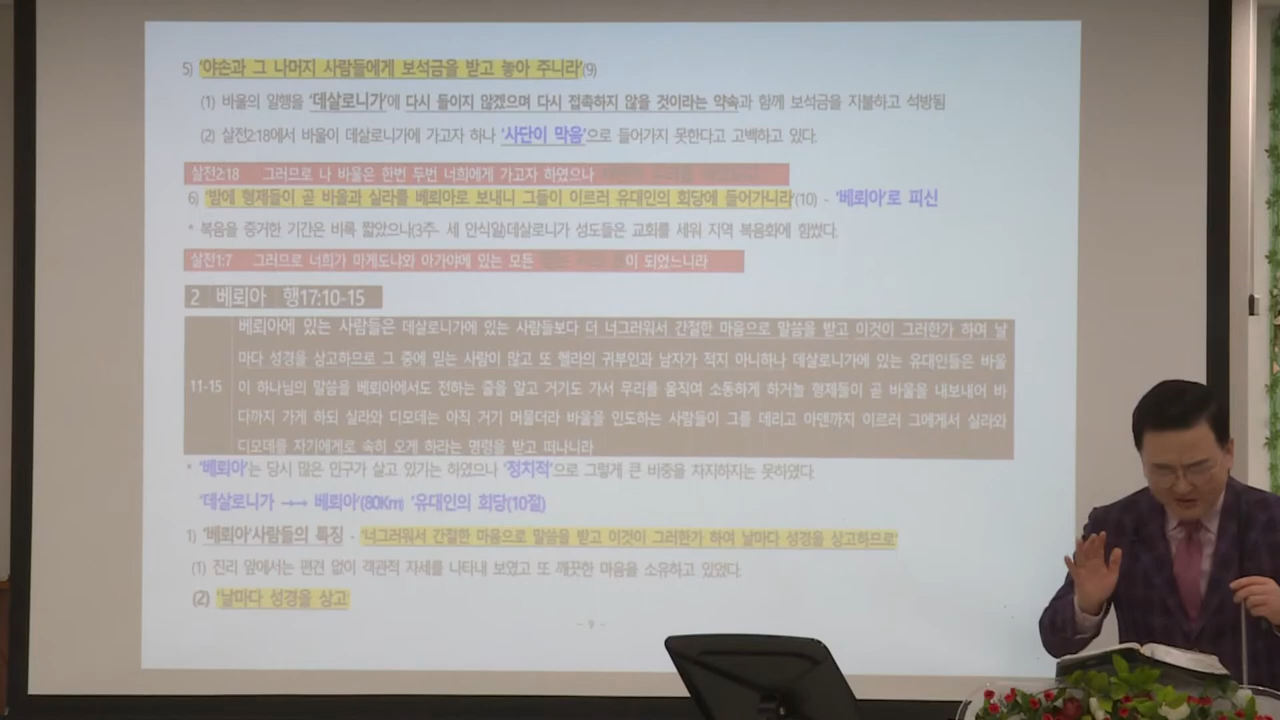 5) '야손과 그 나머지 사람들에게 보석금을 받고 놓아 주니라'(9)
(1) 바울의 일행을 '데살로니가'에 다시 들이지 않겠으며 다시 접촉하지 않을 것이라는 약속과 함께 보석금을 지불하고 석방됨
(2) 살전2:18에서 바울이 데살로니가에 가고자 하나 '사단이 막음'으로 들어가지 못한다고 고백하고 있다.
살전2:18 그러므로 나 바울은 한번 두번 너희에게 가고자 하였으나
6) '밤에 형제들이 곧 바울과 실라를 베뢰아로 보내니 그들이 이르러 유대인의 회당에 들어가니라'(10) - '베뢰아'로 피신
* 복음을 증거한 기간은 비록 짧았으나(3주- 세 안식일)데살로니가 성도들은 교회를 세워 지역 복음화에 힘썼다.
살전1:7 그러므로 너희가 마게도냐와 아가야에 있는 모든 이 되었느니라
2 베뢰아 행17:10-15
베뢰아에 있는 사람들은 데살로니가에 있는 사람들보다 더 너그러워서 간절한 마음으로 말씀을 받고 이것이 그러한가 하여 날
마다 성경을 상고하므로 그 중에 믿는 사람이 많고 또 헬라의 귀부인과 남자가 적지 아니하나 데살로니가에 있는 유대인들은 바울
11-15 이 하나님의 말씀을 베뢰아에서도 전하는 줄을 알고 거기도 가서 무리를 움직여 소동하게 하거늘 형제들이 곧 바울을 내보내어 바
다까지 가게 하되 실라와 디모데는 아직 거기 머물더라 바울을 인도하는 사람들이 그를 데리고 아덴까지 이르러 그에게서 실라와
디모데를 자기에게로 속히 오게 하라는 명령을 받고 떠나니라
* '베뢰아'는 당시 많은 인구가 살고 있기는 하였으나 '정치적'으로 그렇게 큰 비중을 차지하지는 못하였다.
'데살로니가 ←→ 베뢰아'(80Km) '유대인의 회당(10절)
1) '베뢰아'사람들의 특징 - '너그러워서 간절한 마음으로 말씀을 받고 이것이 그러한가 하여 날마다 성경을 상고하므로'
(1) 진리 앞에서는 편견 없이 객관적 자세를 나타내 보였고 또 깨끗한 마음을 소유하고 있었다.
(2) '날마다 성경을 상고
- 9 -